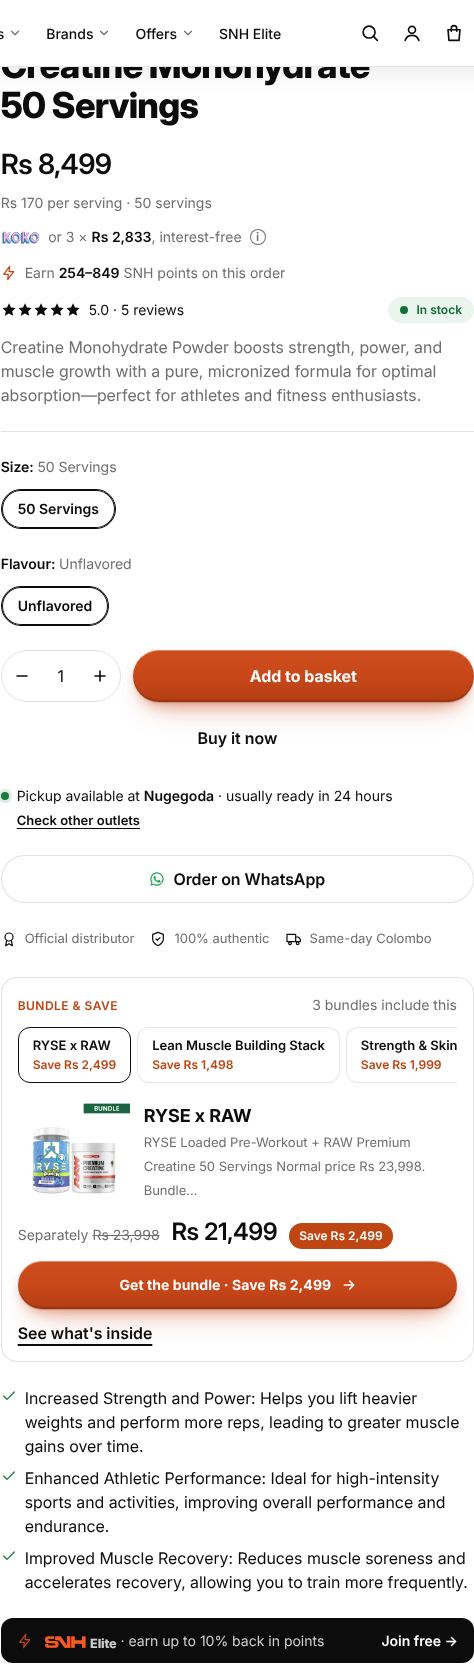 Brands
Offers
SNH Elite
Creatine Monohydrate
50 Servings
Rs 8,499
Rs 170 per serving · 50 servings
KOKO or 3 × Rs 2,833, interest-free
Earn 254–849 SNH points on this order
5.0 · 5 reviews
In stock
Creatine Monohydrate Powder boosts strength, power, and
muscle growth with a pure, micronized formula for optimal
absorption—perfect for athletes and fitness enthusiasts.
Size: 50 Servings
50 Servings
Flavour: Unflavored
Unflavored
− 1 +
Add to basket
Buy it now
Pickup available at Nugegoda · usually ready in 24 hours
Check other outlets
Order on WhatsApp
Official distributor
100% authentic
Same-day Colombo
BUNDLE & SAVE
3 bundles include this
RYSE x RAW
Save Rs 2,499
Lean Muscle Building Stack
Save Rs 1,498
Strength & Skin
Save Rs 1,999
BUNDLE
RYSE
RAW
PREMIUM
CREATINE
RYSE x RAW
RYSE Loaded Pre-Workout + RAW Premium
Creatine 50 Servings Normal price Rs 23,998.
Bundle...
Separately Rs 23,998 Rs 21,499 Save Rs 2,499
Get the bundle · Save Rs 2,499 →
See what's inside
Increased Strength and Power: Helps you lift heavier
weights and perform more reps, leading to greater muscle
gains over time.
Enhanced Athletic Performance: Ideal for high-intensity
sports and activities, improving overall performance and
endurance.
Improved Muscle Recovery: Reduces muscle soreness and
accelerates recovery, allowing you to train more frequently.
SNH Elite · earn up to 10% back in points
Join free →